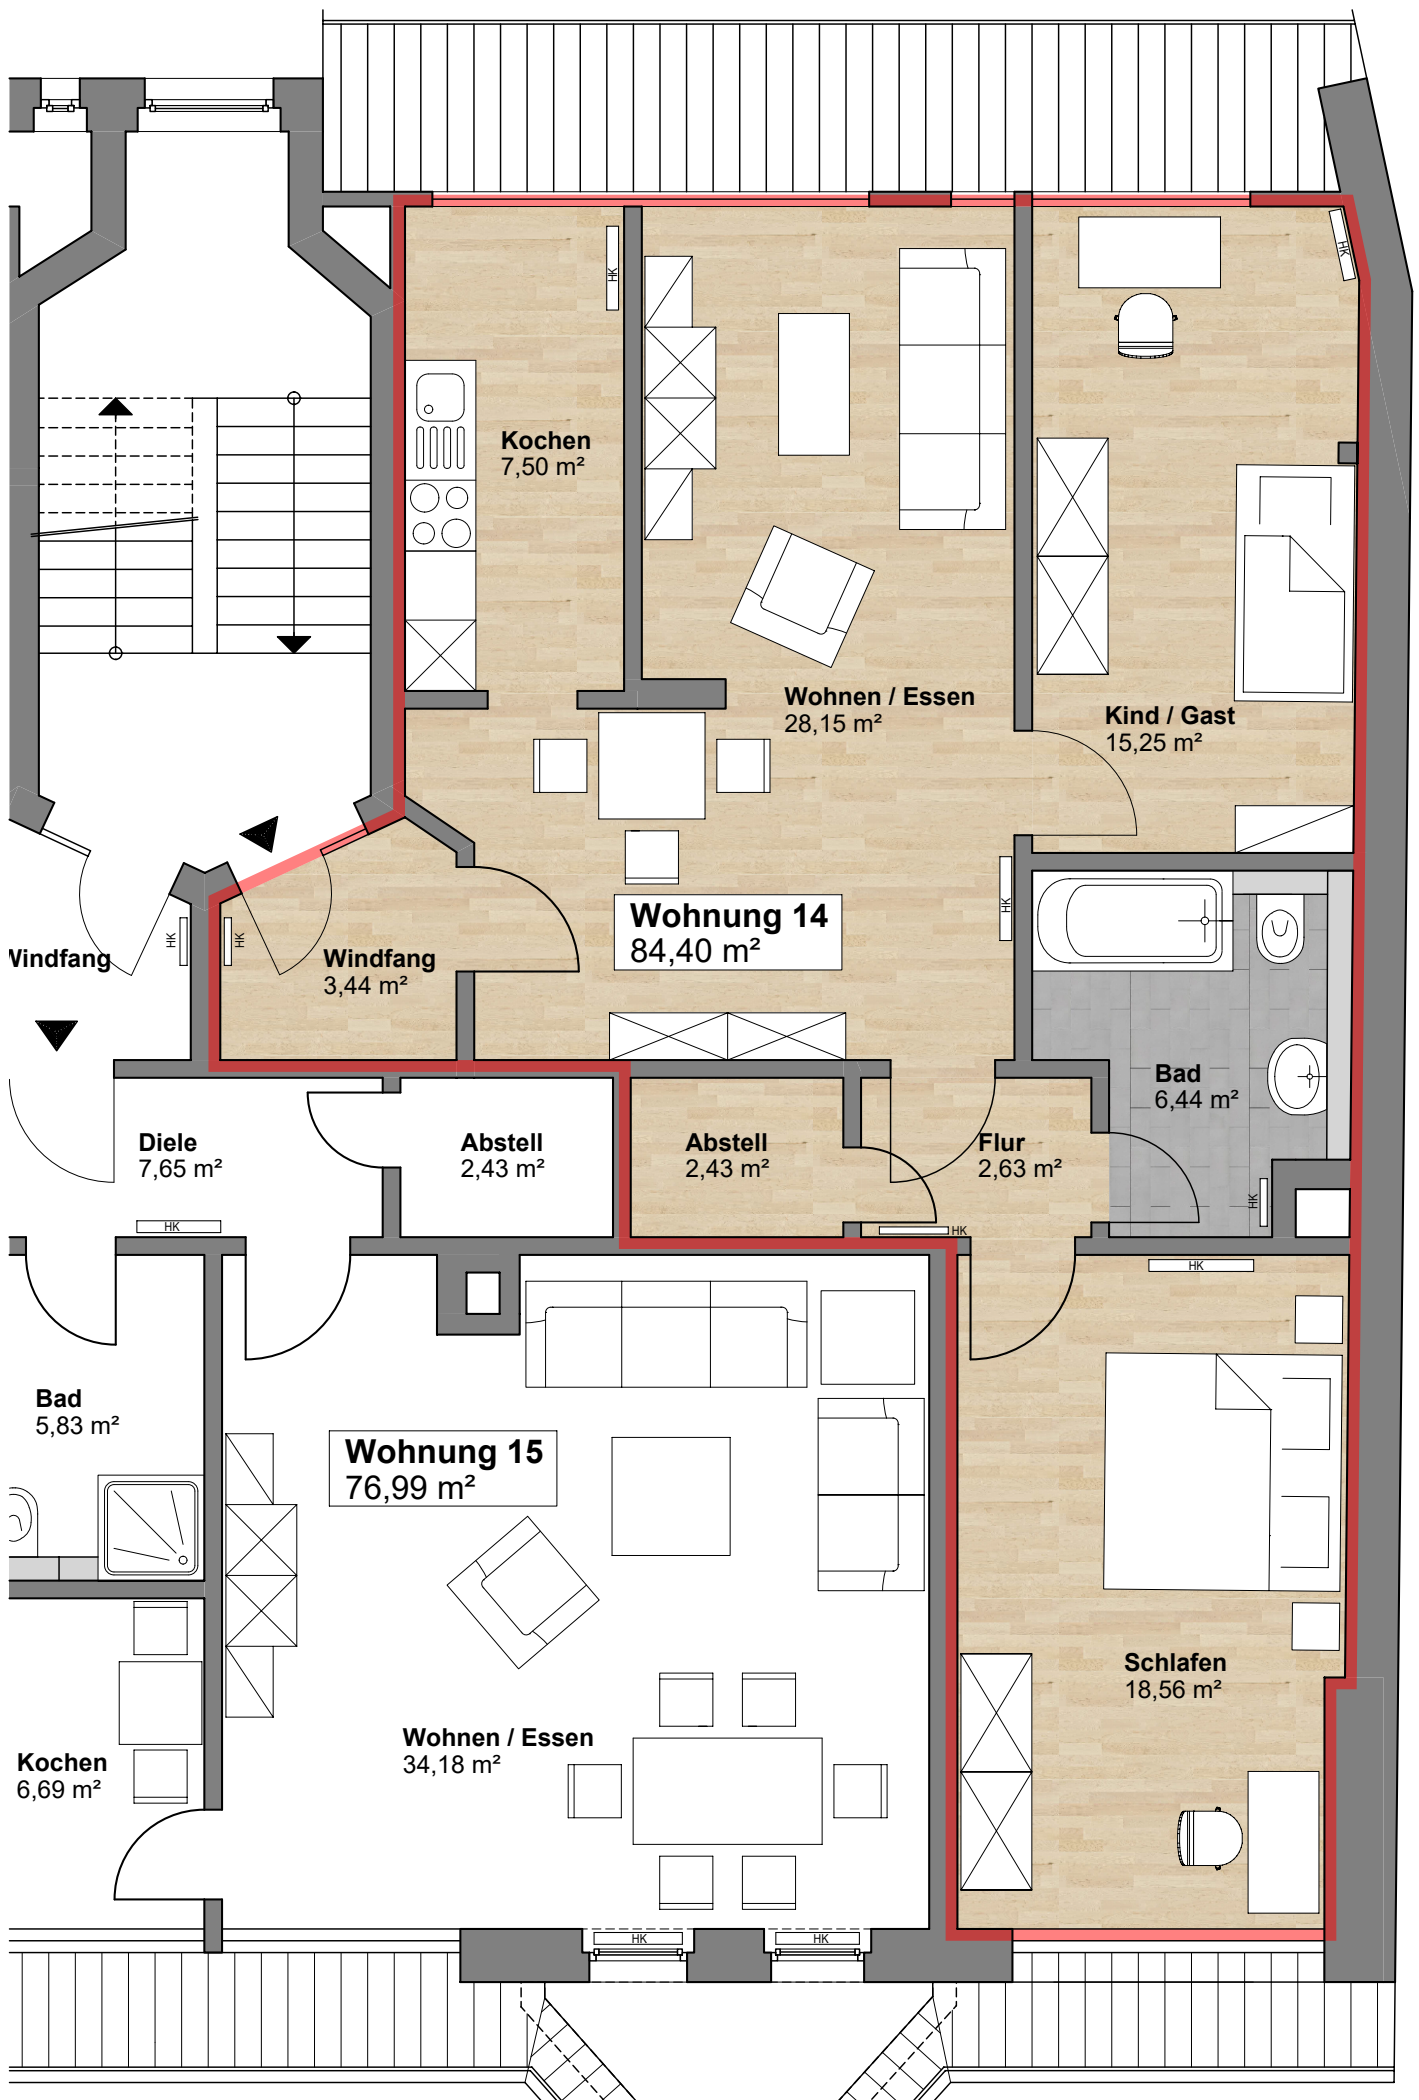 HK
HK
Kochen
7,50 m²
Wohnen / Essen
28,15 m²
Kind / Gast
15,25 m²
HK
Wohnung 14
84,40 m²
HK
HK
Windfang
Windfang
3,44 m²
Bad
6,44 m²
Diele
7,65 m²
Abstell
2,43 m²
Abstell
2,43 m²
Flur
2,63 m²
HK
HK
HK
HK
Bad
5,83 m²
Wohnung 15
76,99 m²
Schlafen
18,56 m²
Wohnen / Essen
34,18 m²
Kochen
6,69 m²
HK
HK